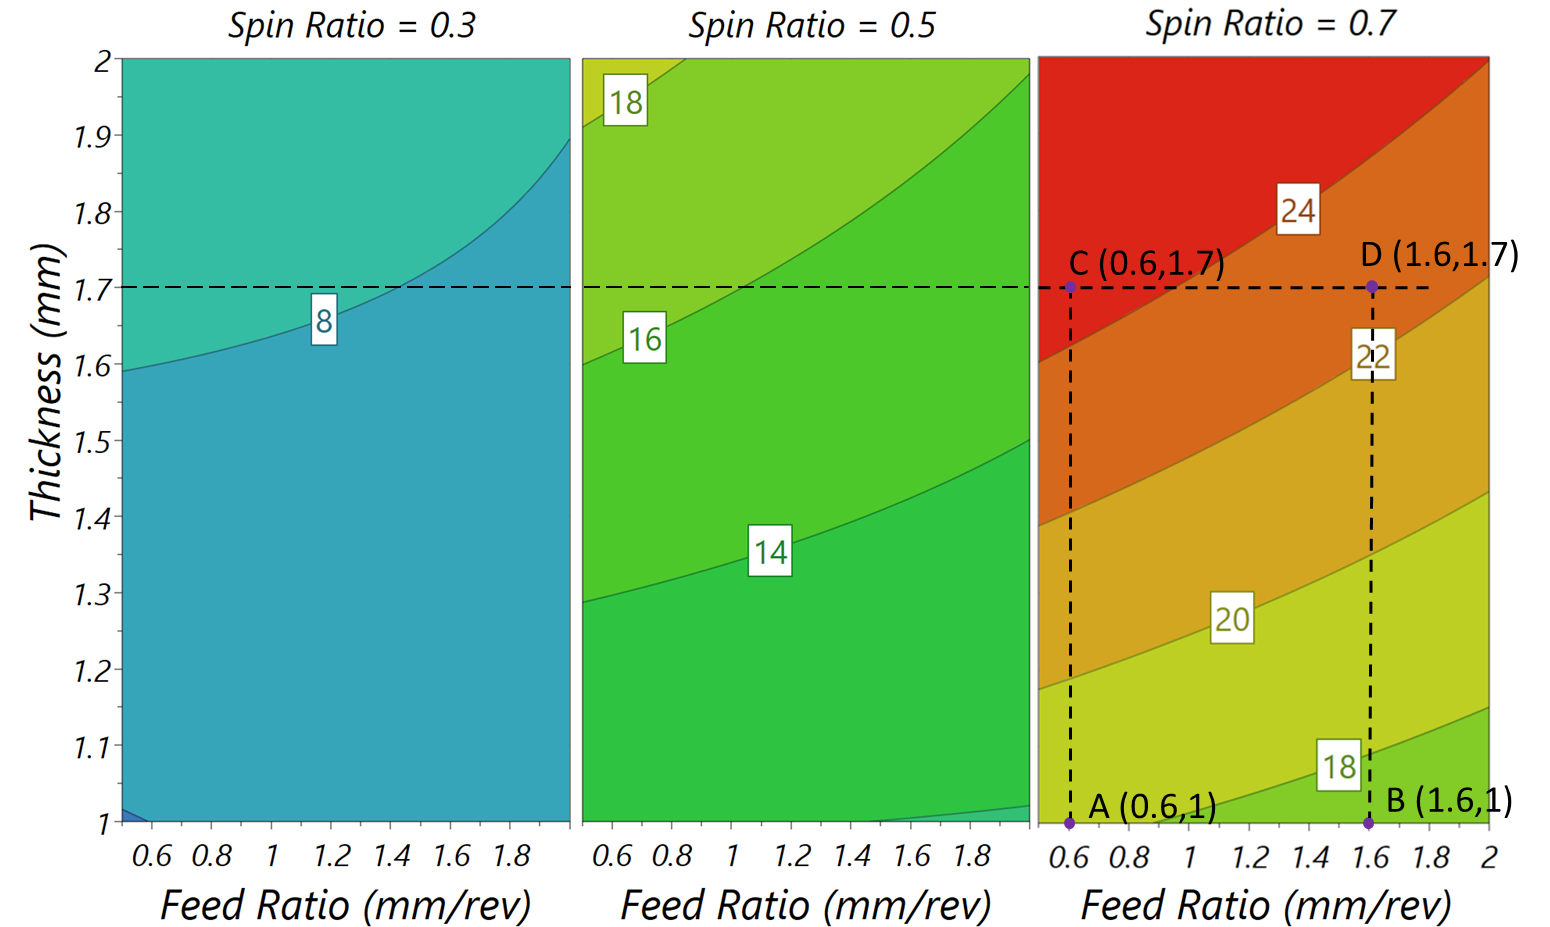 Spin Ratio = 0.3
Spin Ratio = 0.5
Spin Ratio = 0.7
Thickness (mm)
2
1.9
1.8
1.7
1.6
1.5
1.4
1.3
1.2
1.1
1
8
18
16
14
24
22
20
18
C (0.6,1.7)
D (1.6,1.7)
A (0.6,1)
B (1.6,1)
0.6 0.8 1 1.2 1.4 1.6 1.8
0.6 0.8 1 1.2 1.4 1.6 1.8
0.6 0.8 1 1.2 1.4 1.6 1.8 2
Feed Ratio (mm/rev)
Feed Ratio (mm/rev)
Feed Ratio (mm/rev)